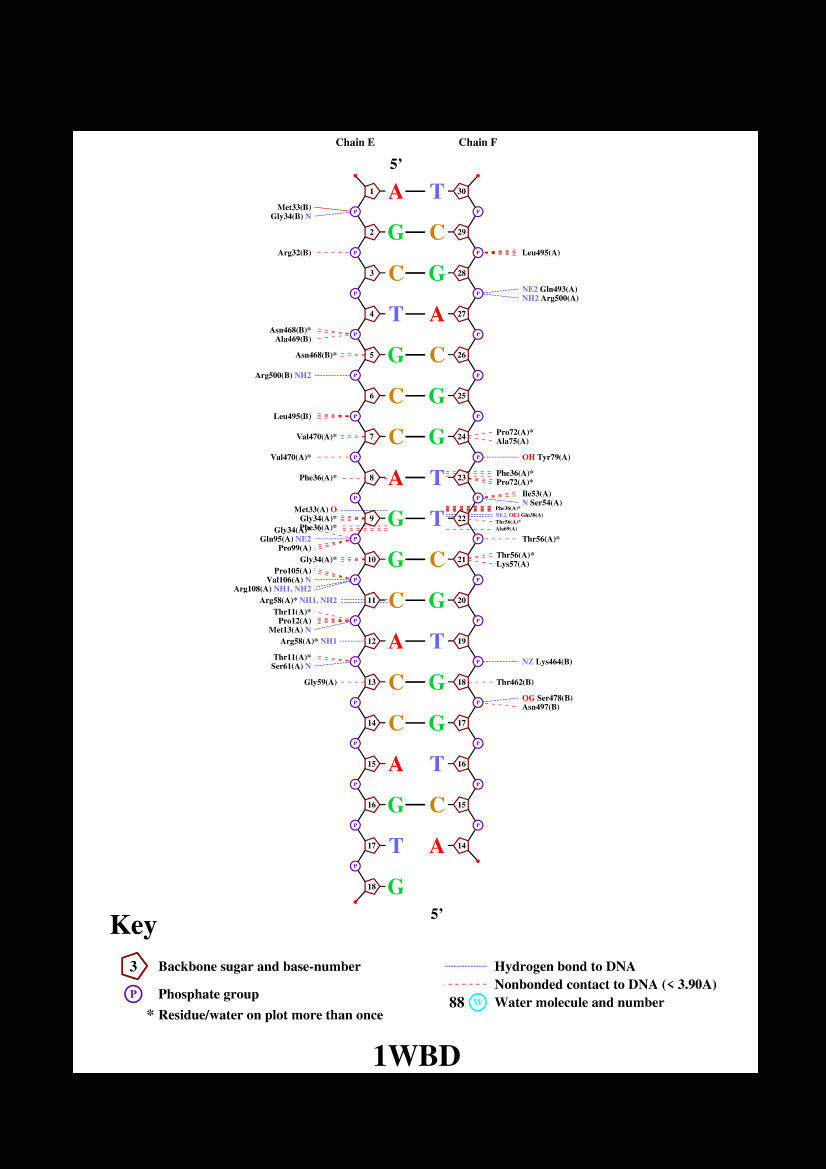 Chain E Chain F
5’
1 A T 30
Met33(B)
Gly34(B) N
P P
2 G C 29
Arg32(B) P P Leu495(A)
3 C G 28
P P NE2 Gln493(A)
NH2 Arg500(A)
4 T A 27
Asn468(B)*
Ala469(B)
P P
Asn468(B)* 5 G C 26
Arg500(B) NH2 P P
6 C G 25
Leu495(B) P P
Val470(A)* 7 C G 24 Pro72(A)*
Ala75(A)
Val470(A)* P P OH Tyr79(A)
Phe36(A)* 8 A T 23 Phe36(A)*
Pro72(A)*
P P Ile53(A)
N Ser54(A)
Met33(A) O Phe36(A)*
Gly34(A)* 9 G T 22 NE2, OE1 Gln38(A)
Phe36(A)* Thr56(A)*
Gly34(A)* Ala69(A)
Gln95(A) NE2 P P Thr56(A)*
Pro99(A)
Gly34(A)* 10 G C 21 Thr56(A)*
Lys57(A)
Pro105(A)
Val106(A) N P P
Arg108(A) NH1, NH2
Arg58(A)* NH1, NH2 11 C G 20
Thr11(A)*
Pro12(A) P P
Met13(A) N
Arg58(A)* NH1 12 A T 19
Thr11(A)*
Ser61(A) N
P P NZ Lys464(B)
Gly59(A) 13 C G 18 Thr462(B)
P P OG Ser478(B)
Asn497(B)
14 C G 17
P P
15 A T 16
P P
16 G C 15
P P
17 T A 14
P
18 G
5’
Key
3 Backbone sugar and base-number
P Phosphate group
* Residue/water on plot more than once
Hydrogen bond to DNA
Nonbonded contact to DNA (< 3.90A)
88 W Water molecule and number
1WBD